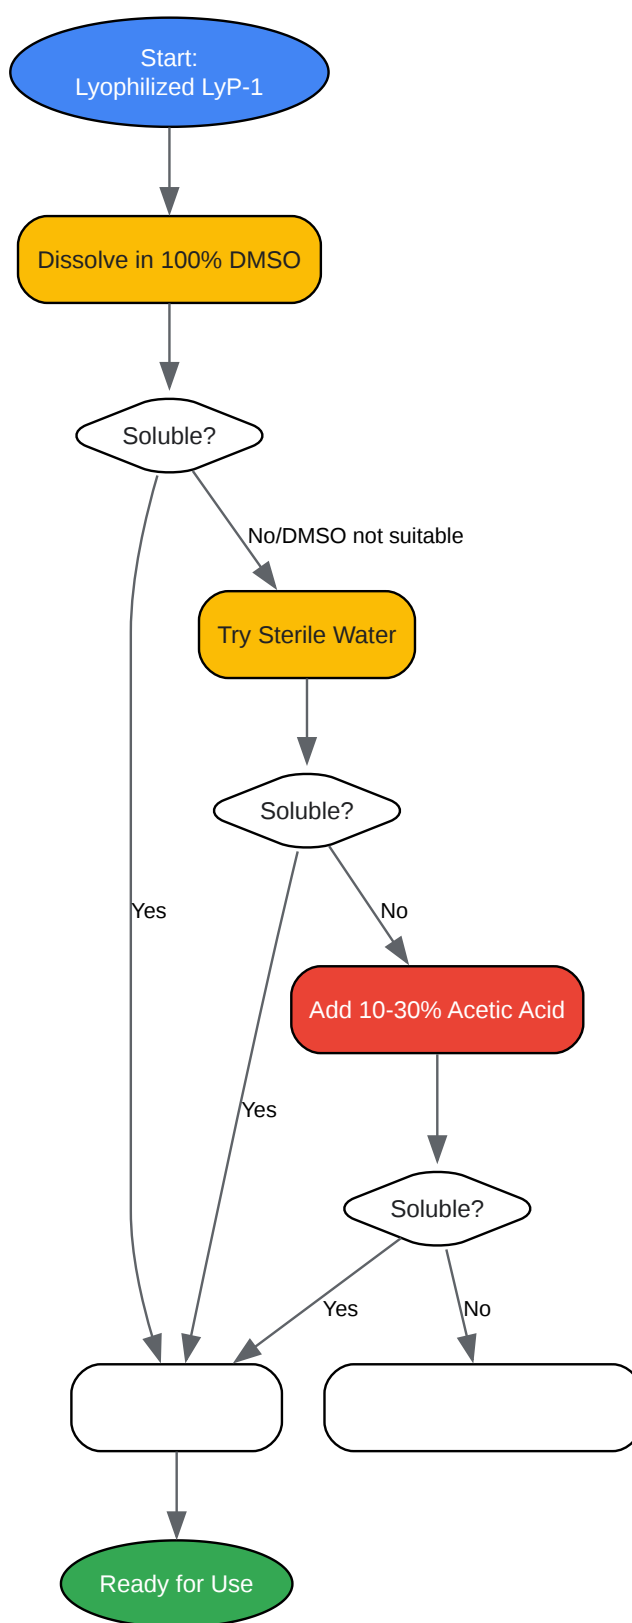 Start:
Lyophilized LyP-1
Dissolve in 100% DMSO
Soluble?
No/DMSO not suitable
Try Sterile Water
Soluble?
Yes
No
Add 10-30% Acetic Acid
Yes
Soluble?
Yes
No
Ready for Use